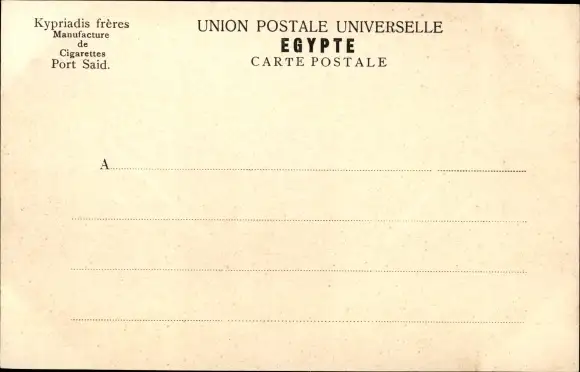 Kypriadis frères
Manufacture
de
Cigarettes
Port Said.
UNION POSTALE UNIVERSELLE
EGYPTE
CARTE POSTALE
A